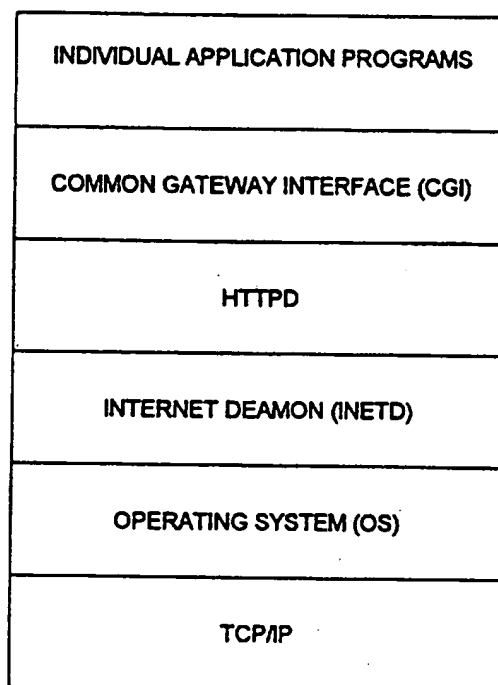 INDIVIDUAL APPLICATION PROGRAMS
COMMON GATEWAY INTERFACE (CGI)
HTTPD
INTERNET DEAMON (INETD)
OPERATING SYSTEM (OS)
TCP/IP